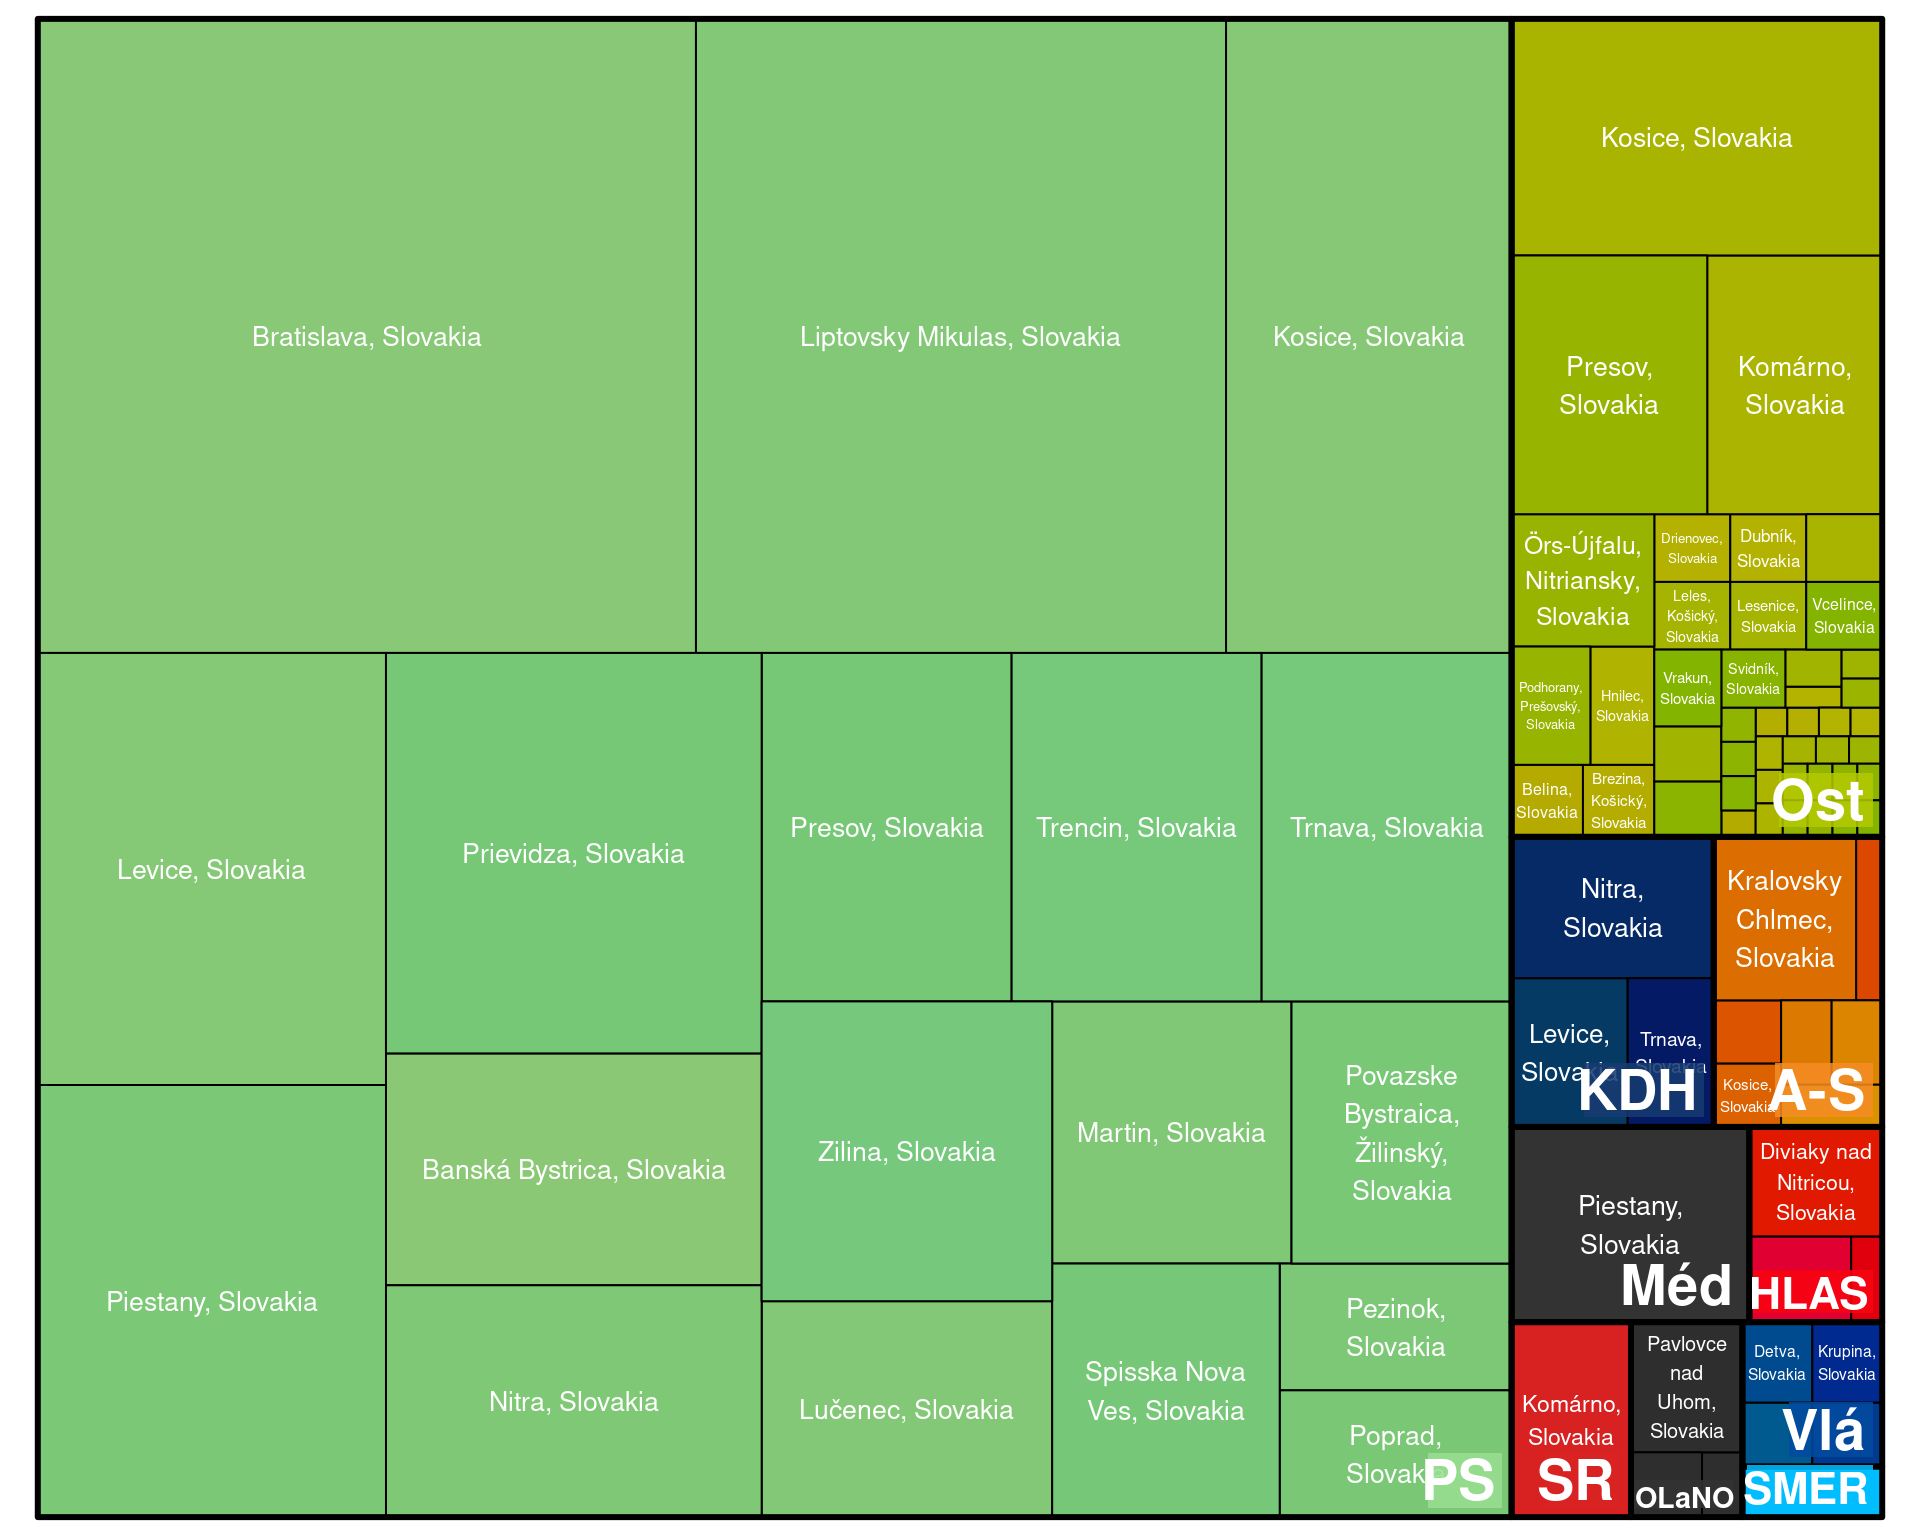 Bratislava, Slovakia
Liptovsky Mikulas, Slovakia
Kosice, Slovakia
Levice, Slovakia
Piestany, Slovakia
Prievidza, Slovakia
Banská Bystrica, Slovakia
Nitra, Slovakia
Presov, Slovakia
Trencin, Slovakia
Trnava, Slovakia
Zilina, Slovakia
Lučenec, Slovakia
Martin, Slovakia
Povazske
Bystraica,
Žilinský,
Slovakia
Spisska Nova
Ves, Slovakia
Pezinok,
Slovakia
Poprad,
Slovakia
PS
Kosice, Slovakia
Presov,
Slovakia
Komárno,
Slovakia
Örs-Újfalu,
Nitriansky,
Slovakia
Drienovec,
Slovakia
Dubník,
Slovakia
Leles,
Košický,
Slovakia
Lesenice,
Slovakia
Vcelince,
Slovakia
Podhorany,
Prešovský,
Slovakia
Hnilec,
Slovakia
Vrakun,
Slovakia
Svidník,
Slovakia
Belina,
Slovakia
Brezina,
Košický,
Slovakia
Ost
Nitra,
Slovakia
Levice,
Slovakia
Trnava,
Slovakia
KDH
Kralovsky
Chlmec,
Slovakia
Kosice,
Slovakia
A-S
Piestany,
Slovakia
Méd
Diviaky nad
Nitricou,
Slovakia
HLAS
Komárno,
Slovakia
SR
Pavlovce
nad
Uhom,
Slovakia
OLaNO
Detva,
Slovakia
Krupina,
Slovakia
Vlá
SMER